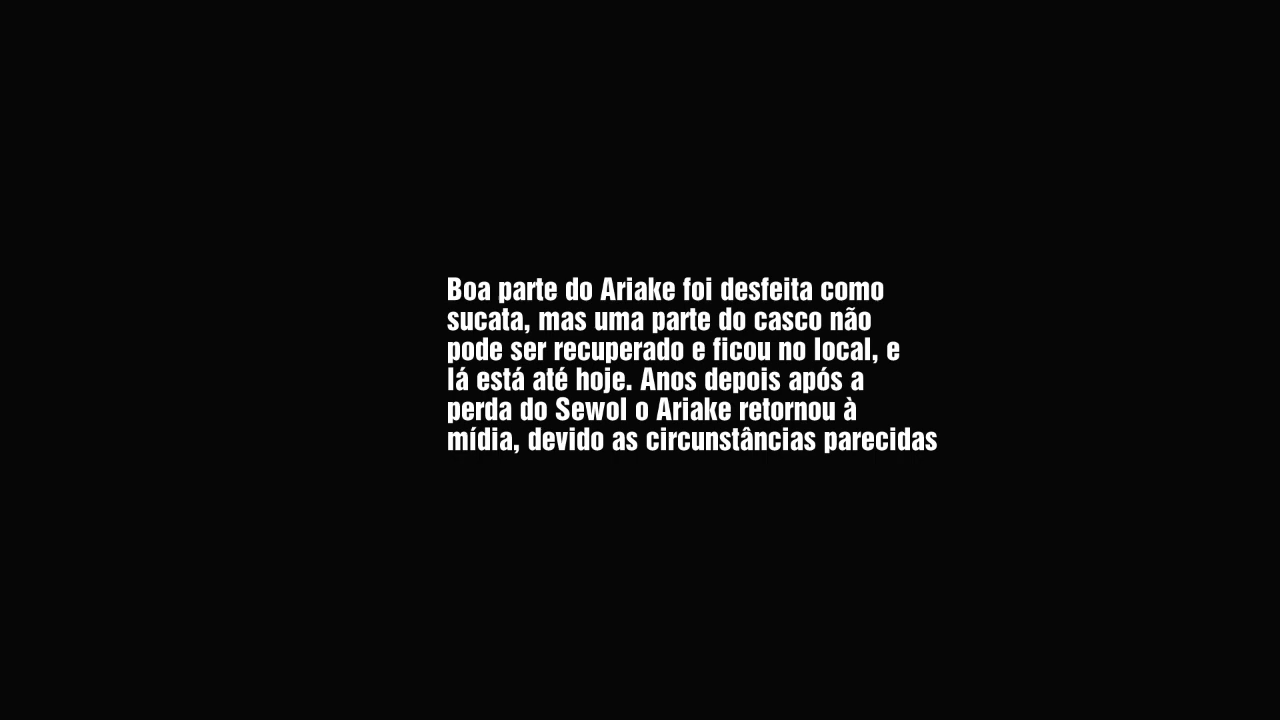 Boa parte do Ariake foi desfeita como
sucata, mas uma parte do casco não
pode ser recuperado e ficou no local, e
lá está até hoje. Anos depois após a
perda do Sewol o Ariake retornou à
mídia, devido as circunstâncias parecidas